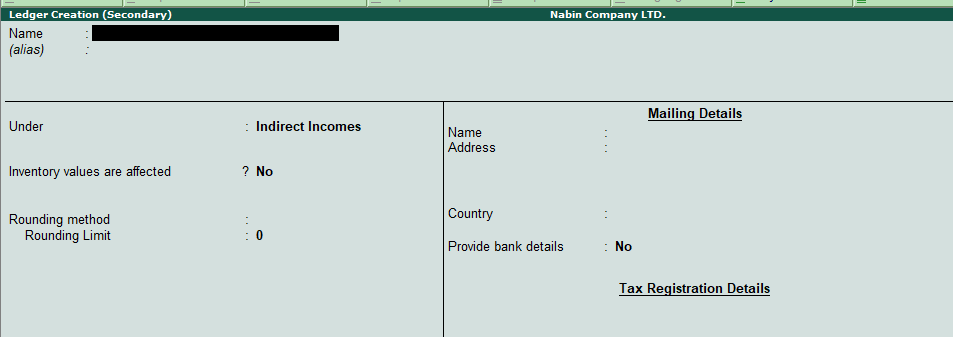 Ledger Creation (Secondary) Nabin Company LTD.
Name :
(alias) :
Under : Indirect Incomes
Inventory values are affected ? No
Rounding method :
Rounding Limit : 0
Mailing Details
Name :
Address :
Country :
Provide bank details : No
Tax Registration Details